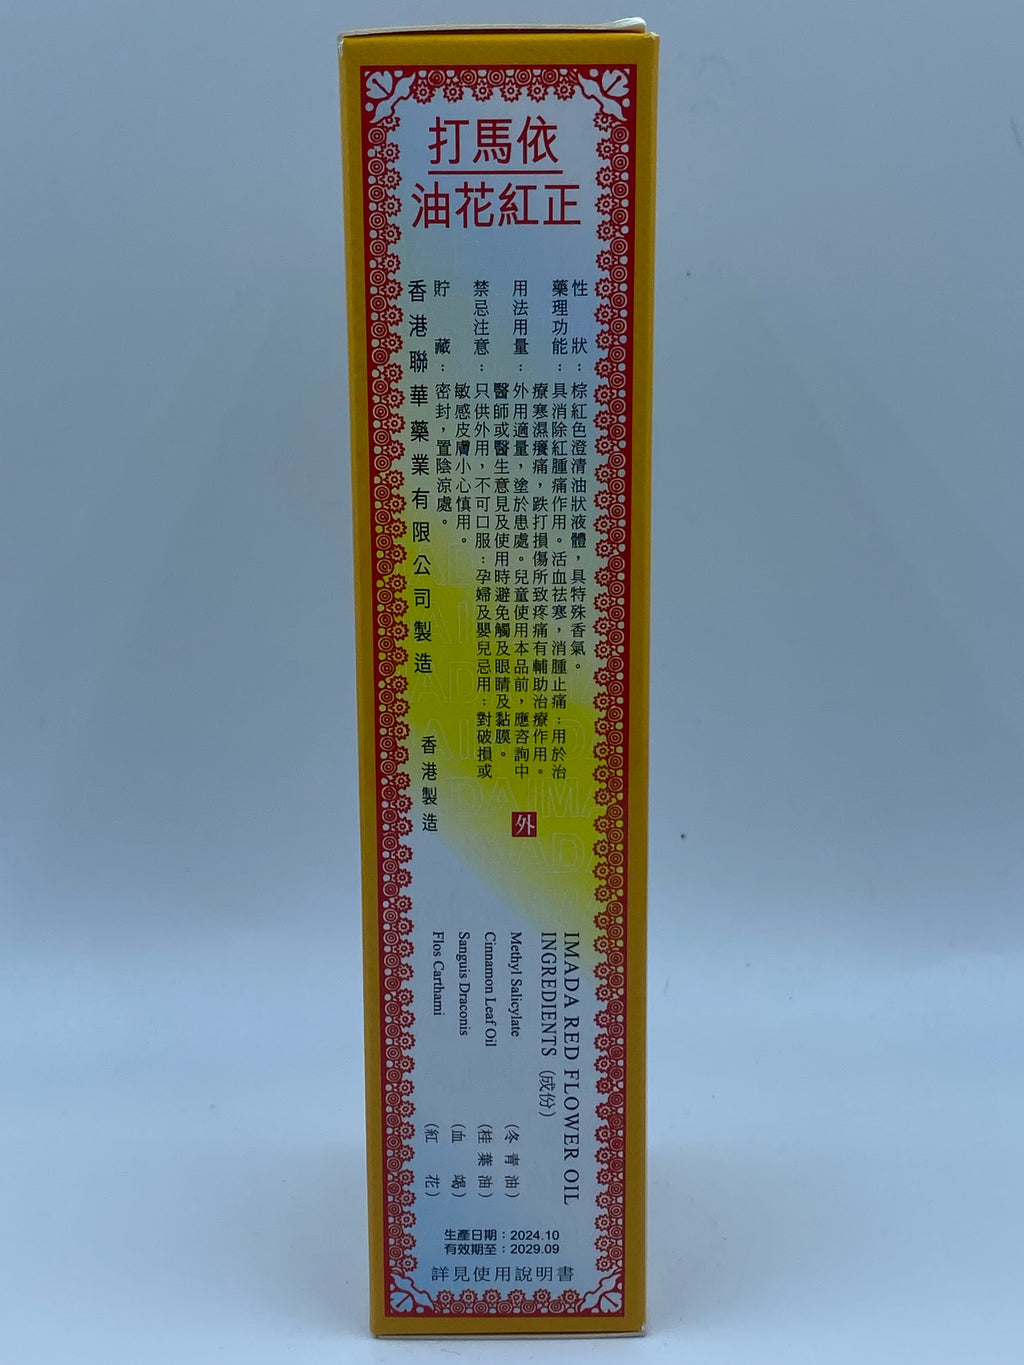 依馬打
正紅花油
性狀：棕紅色澄清油狀液體，具特殊香氣。
藥理功能：具消除紅腫痛作用。活血祛寒，消腫止痛：用於治
療寒濕癢痛，跌打損傷所致疼痛有輔助治療作用。
用法用量：外用適量，塗於患處。兒童使用本品前，應咨詢中
醫師或醫生意見及使用時避免觸及眼睛及黏膜。
禁忌注意：只供外用，不可口服：孕婦及嬰兒忌用：對破損或
敏感皮膚小心慎用。
貯藏：密封，置陰涼處。
香港聯華藥業有限公司製造 香港製造
外
IMADA RED FLOWER OIL
INGREDIENTS (成份)
Methyl Salicylate (冬青油)
Cinnamon Leaf Oil (桂葉油)
Sanguis Draconis (血竭)
Flos Carthami (紅花)
生產日期：2024.10
有效期至：2029.09
詳見使用說明書